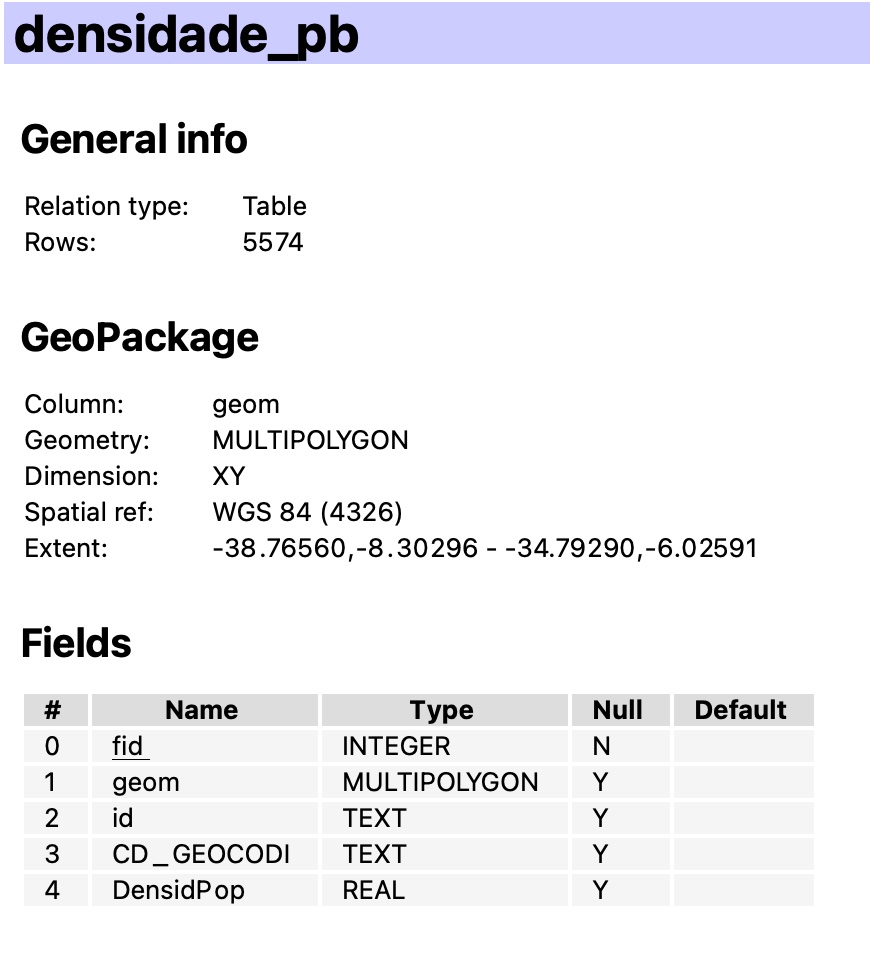 densidade_pb
General info
Relation type: Table
Rows: 5574
GeoPackage
Column: geom
Geometry: MULTIPOLYGON
Dimension: XY
Spatial ref: WGS 84 (4326)
Extent: -38.76560,-8.30296 - -34.79290,-6.02591
Fields
# Name Type Null Default
0 fid INTEGER N
1 geom MULTIPOLYGON Y
2 id TEXT Y
3 CD_GEOCODI TEXT Y
4 DensidPop REAL Y